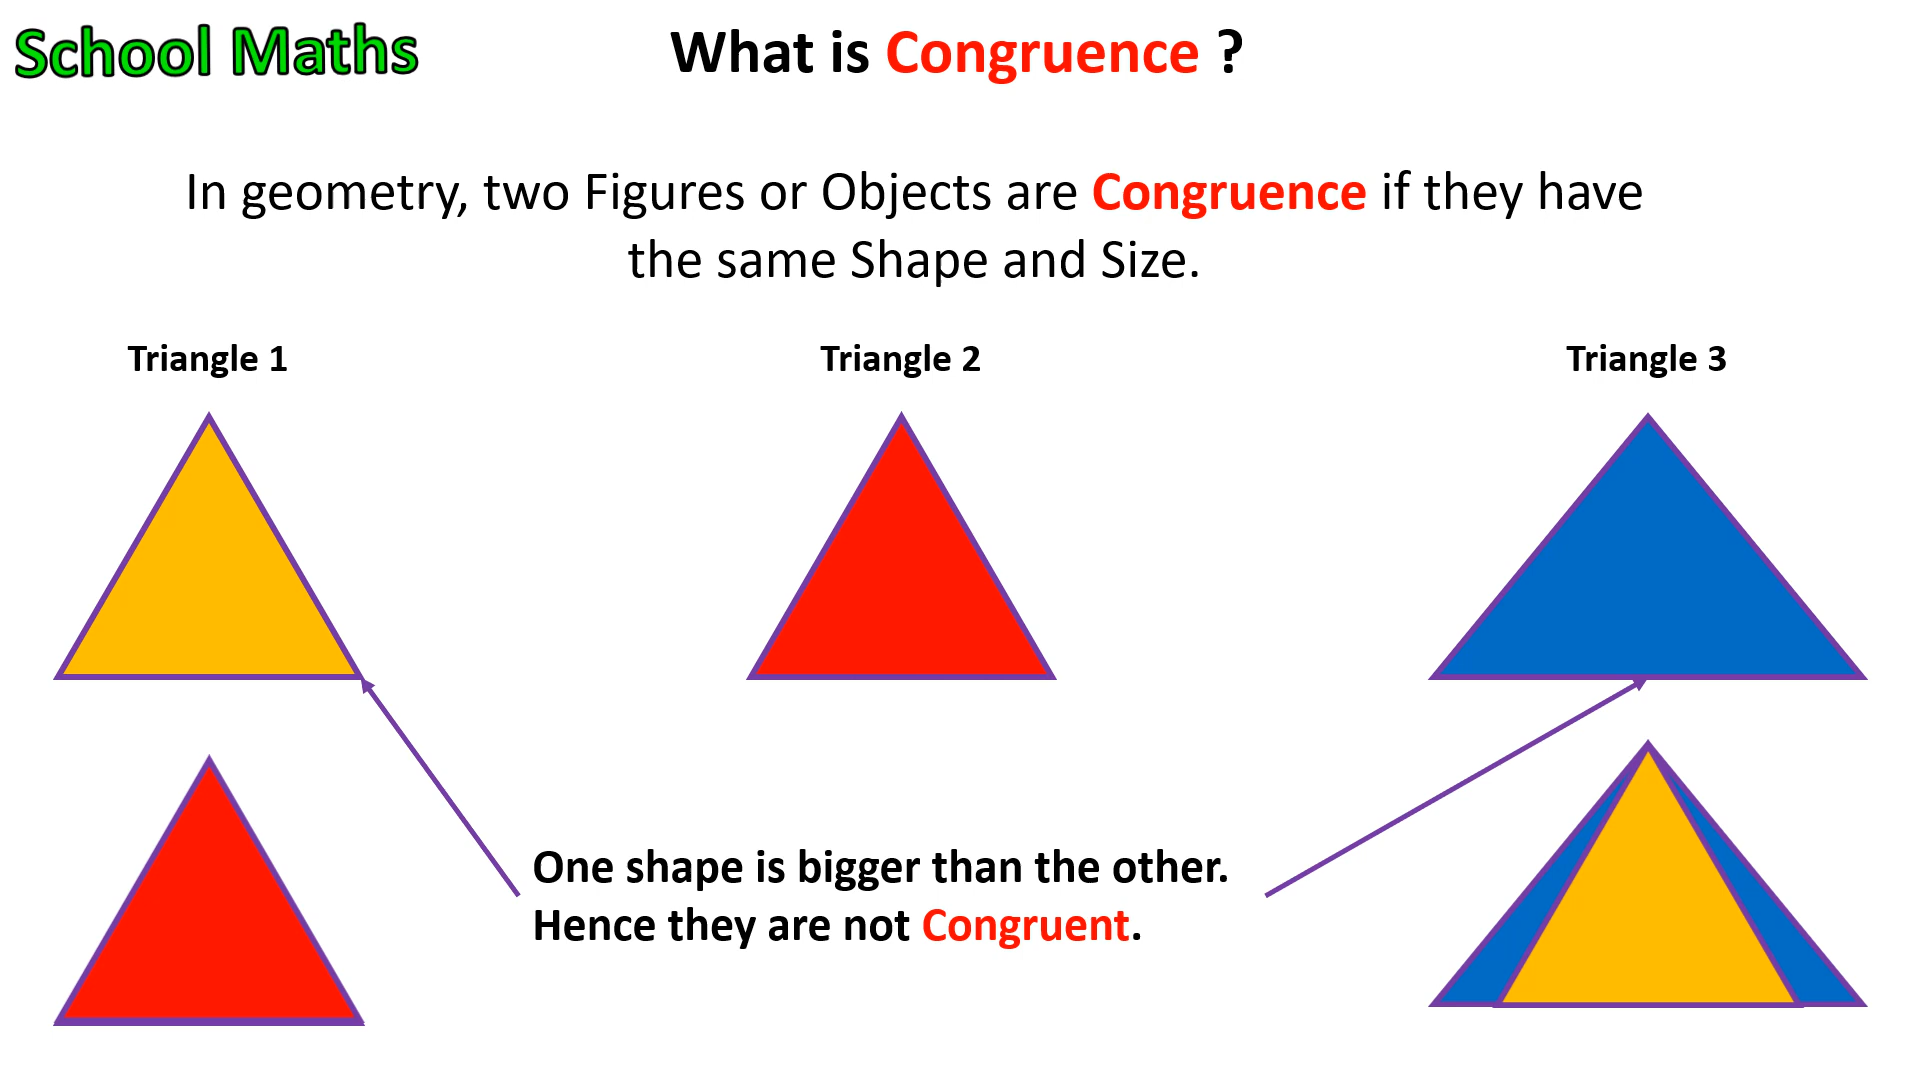 School Maths
What is Congruence ?
In geometry, two Figures or Objects are Congruence if they have
the same Shape and Size.
Triangle 1
Triangle 2
Triangle 3
One shape is bigger than the other.
Hence they are not Congruent.